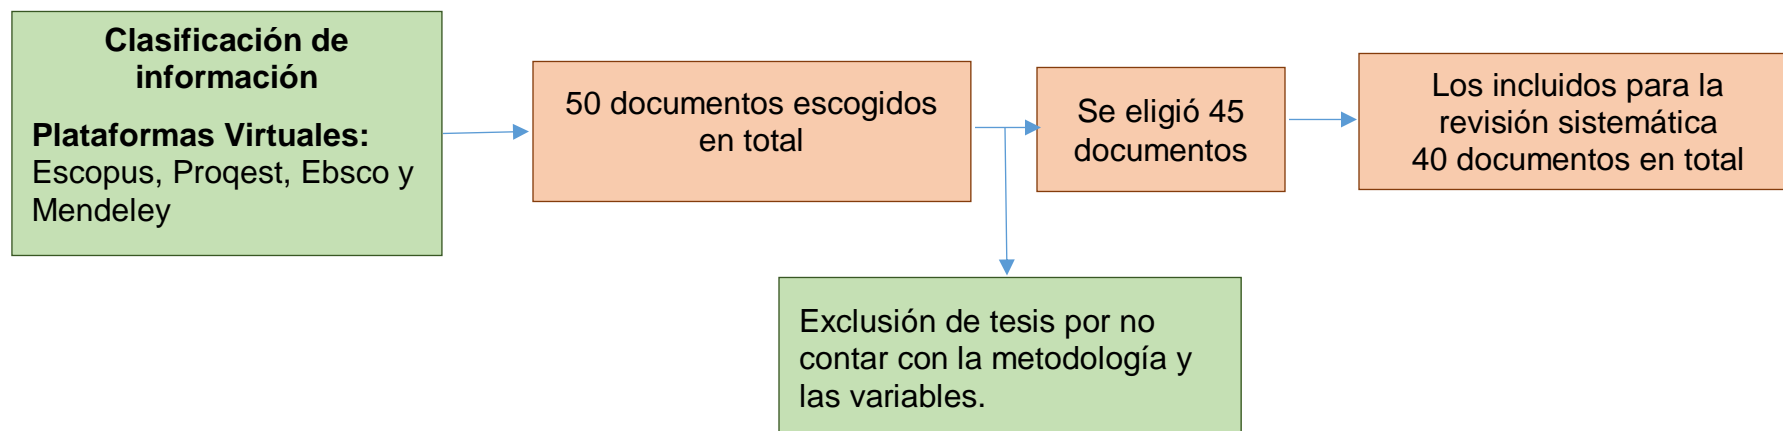 Clasificación de
información
Plataformas Virtuales:
Escopus, Proqest, Ebsco y
Mendeley
50 documentos escogidos
en total
Se eligió 45
documentos
Los incluidos para la
revisión sistemática
40 documentos en total
Exclusión de tesis por no
contar con la metodología y
las variables.